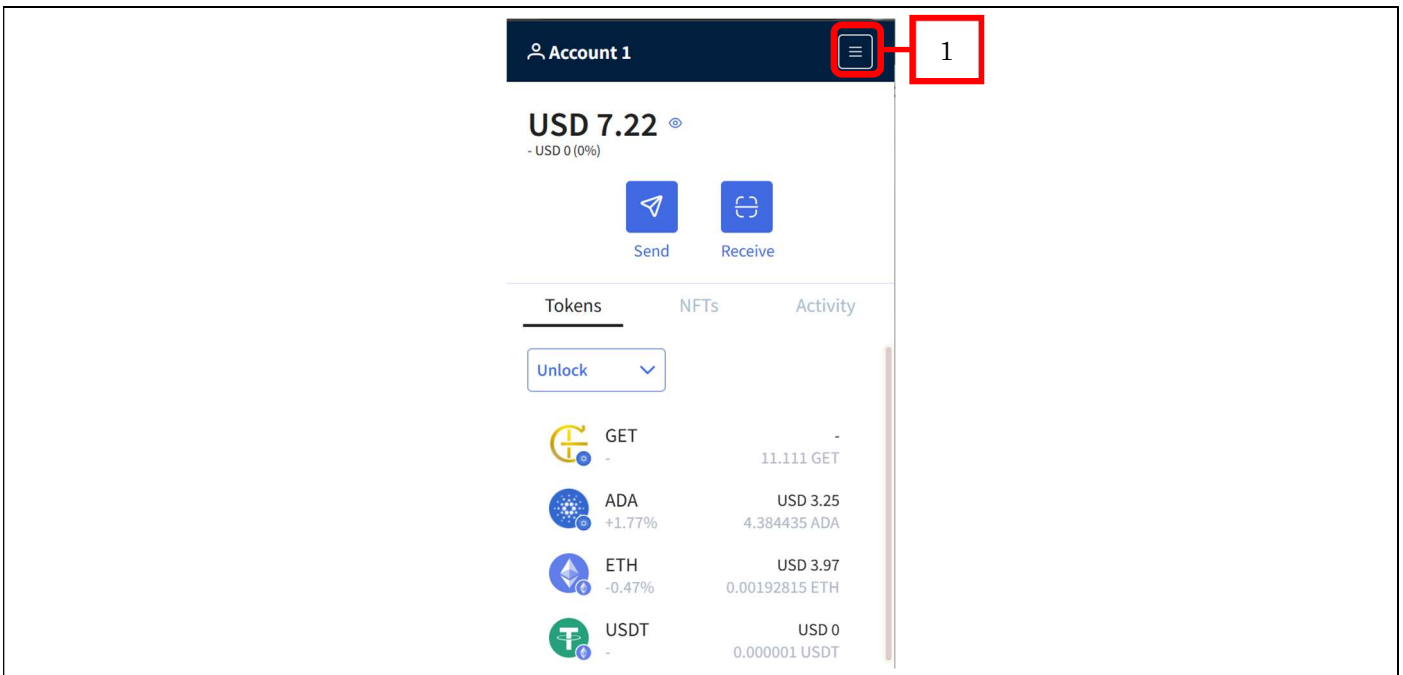 Account 1
1
USD 7.22
- USD 0 (0%)
Send Receive
Tokens NFTs Activity
Unlock
GET -
- 11.111 GET
ADA USD 3.25
+1.77% 4.384435 ADA
ETH USD 3.97
-0.47% 0.00192815 ETH
USDT USD 0
- 0.000001 USDT